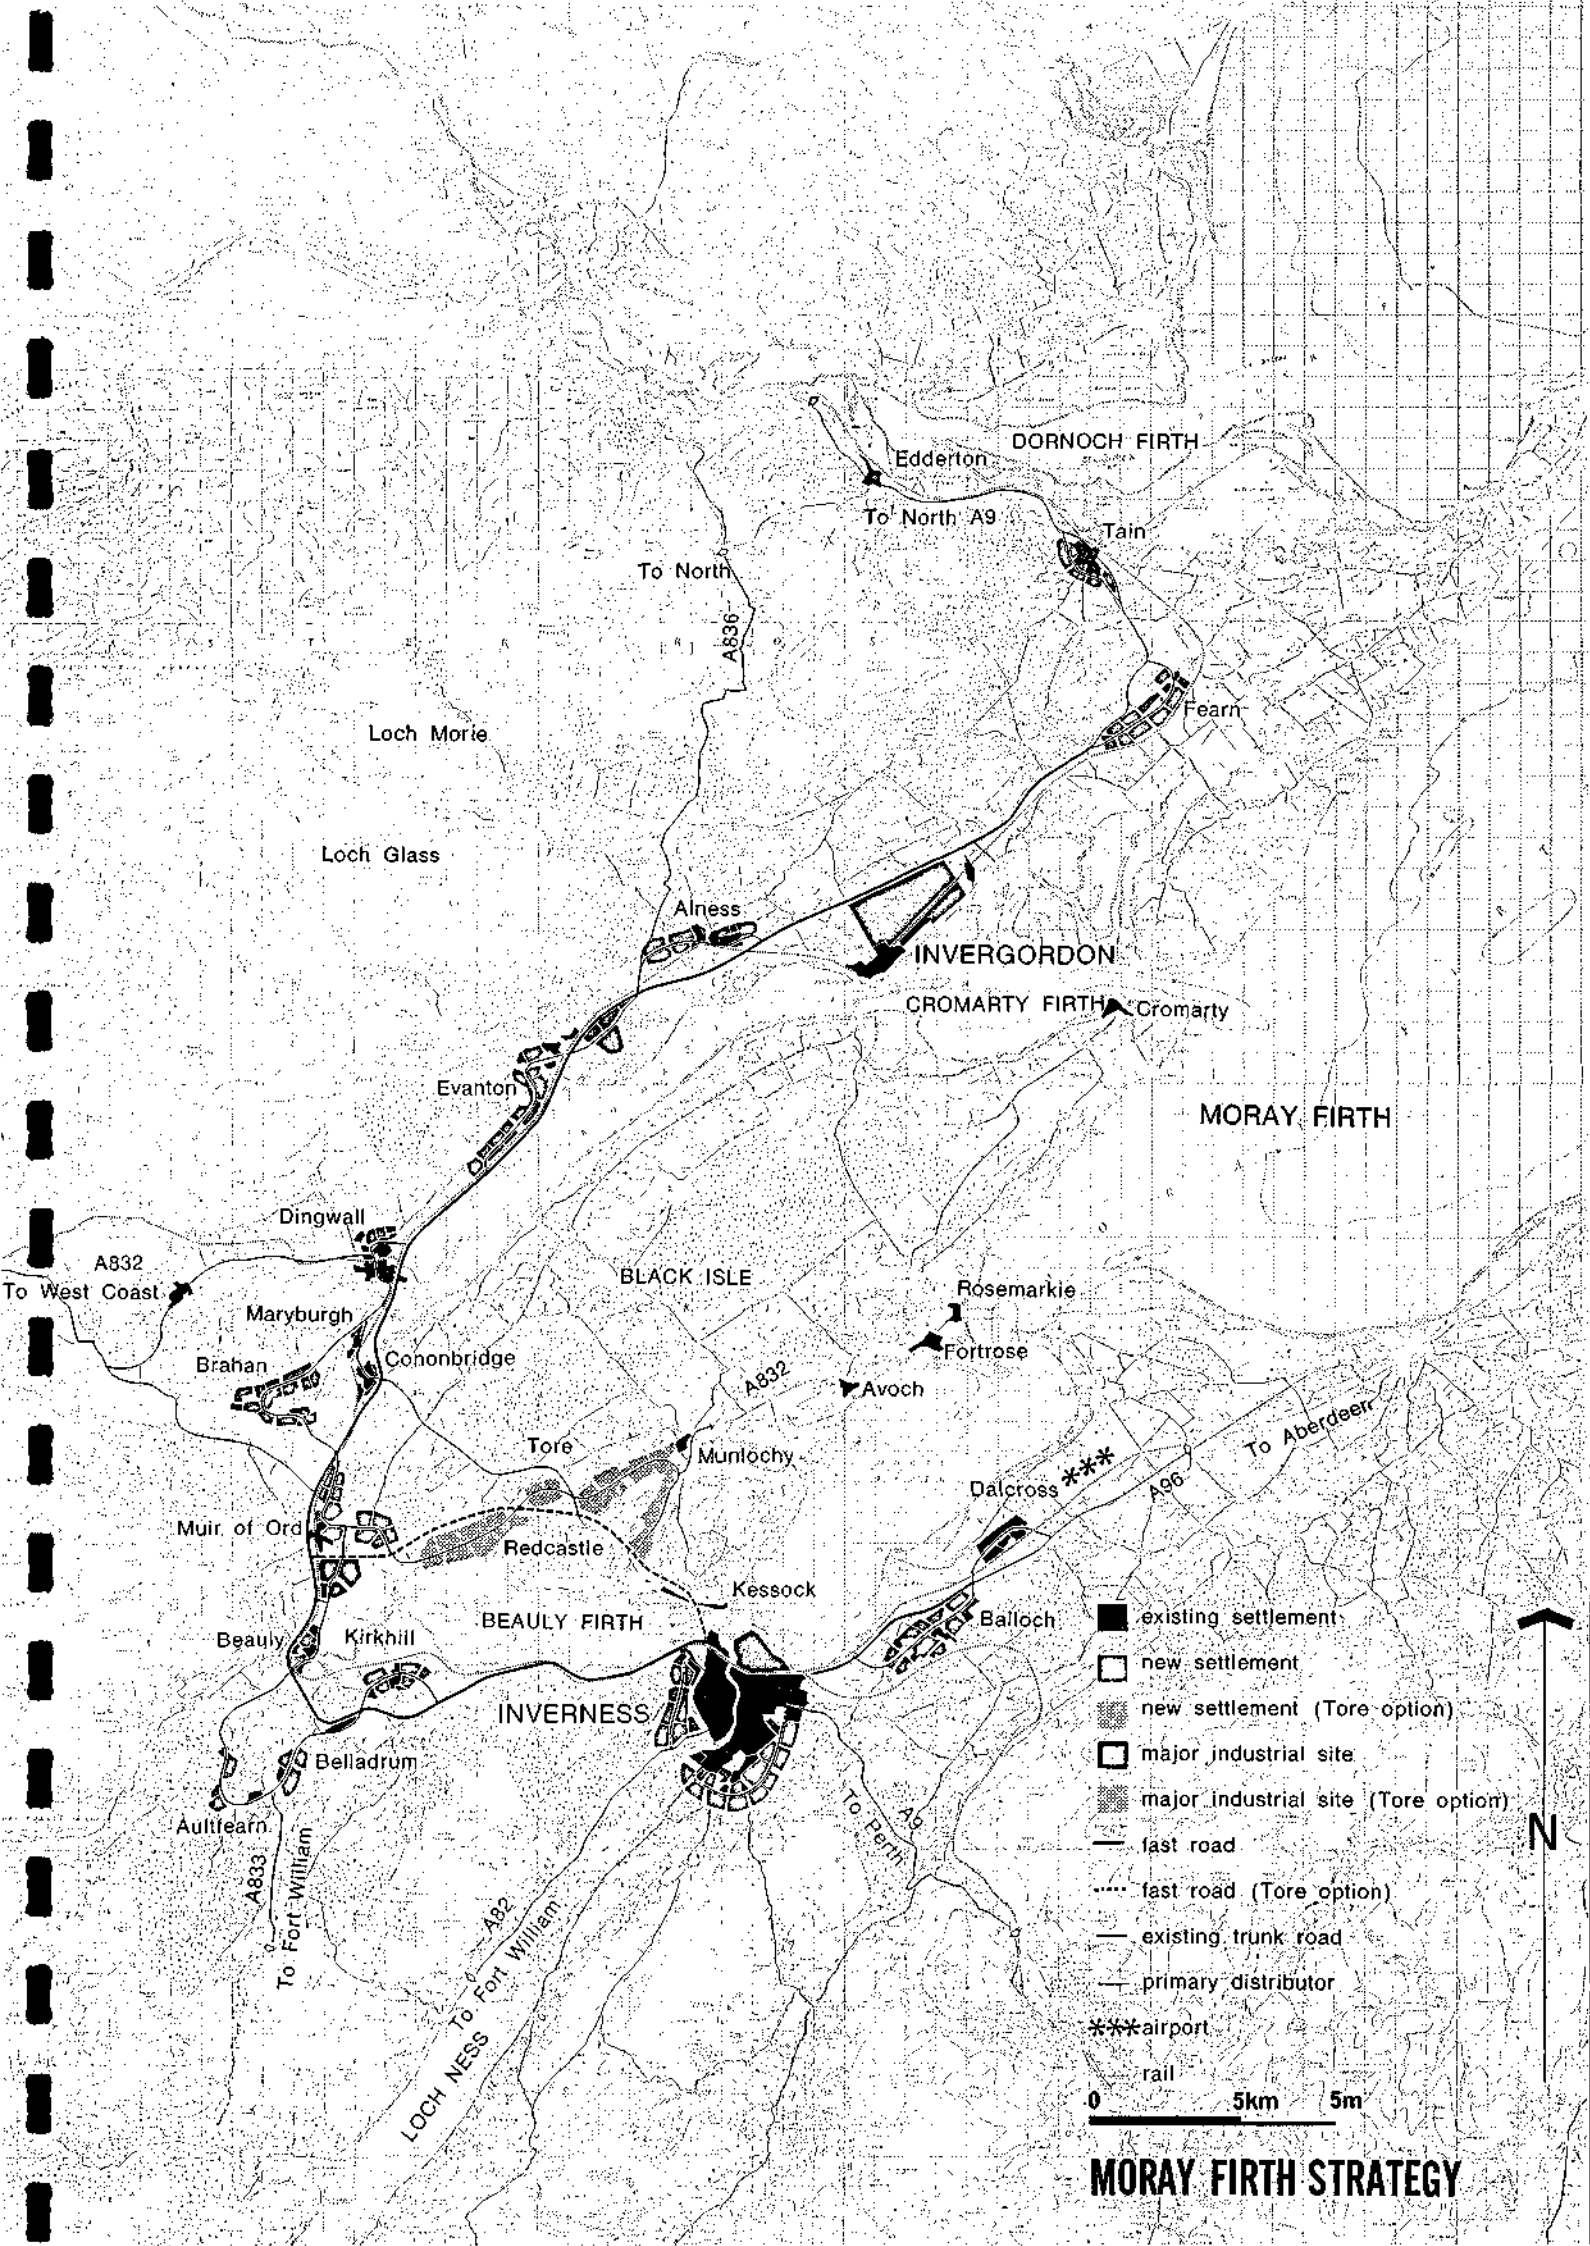 DORNOCH FIRTH
Edderton
To North A9
Tain
To North
A836
Fearn
Loch Morie
Loch Glass
Alness
INVERGORDON
CROMARTY FIRTH
Cromarty
Evanton
MORAY FIRTH
Dingwall
A832
To West Coast
BLACK ISLE
Rosemarkie
Maryburgh
Fortrose
Brahan
Cononbridge
A832
Avoch
Tore
Munlochy
To Aberdeen
Dalcross
A96
Muir of Ord
Redcastle
Kessock
BEAULY FIRTH
Balloch
Beauly
Kirkhill
INVERNESS
Belladrum
Aultfearn
A833
To Fort William
A82
To Fort William
LOCH NESS
A9
To Perth
existing settlement
new settlement
new settlement (Tore option)
major industrial site
major industrial site (Tore option)
fast road
fast road (Tore option)
existing trunk road
primary distributor
airport
rail
N
0 5km 5m
MORAY FIRTH STRATEGY